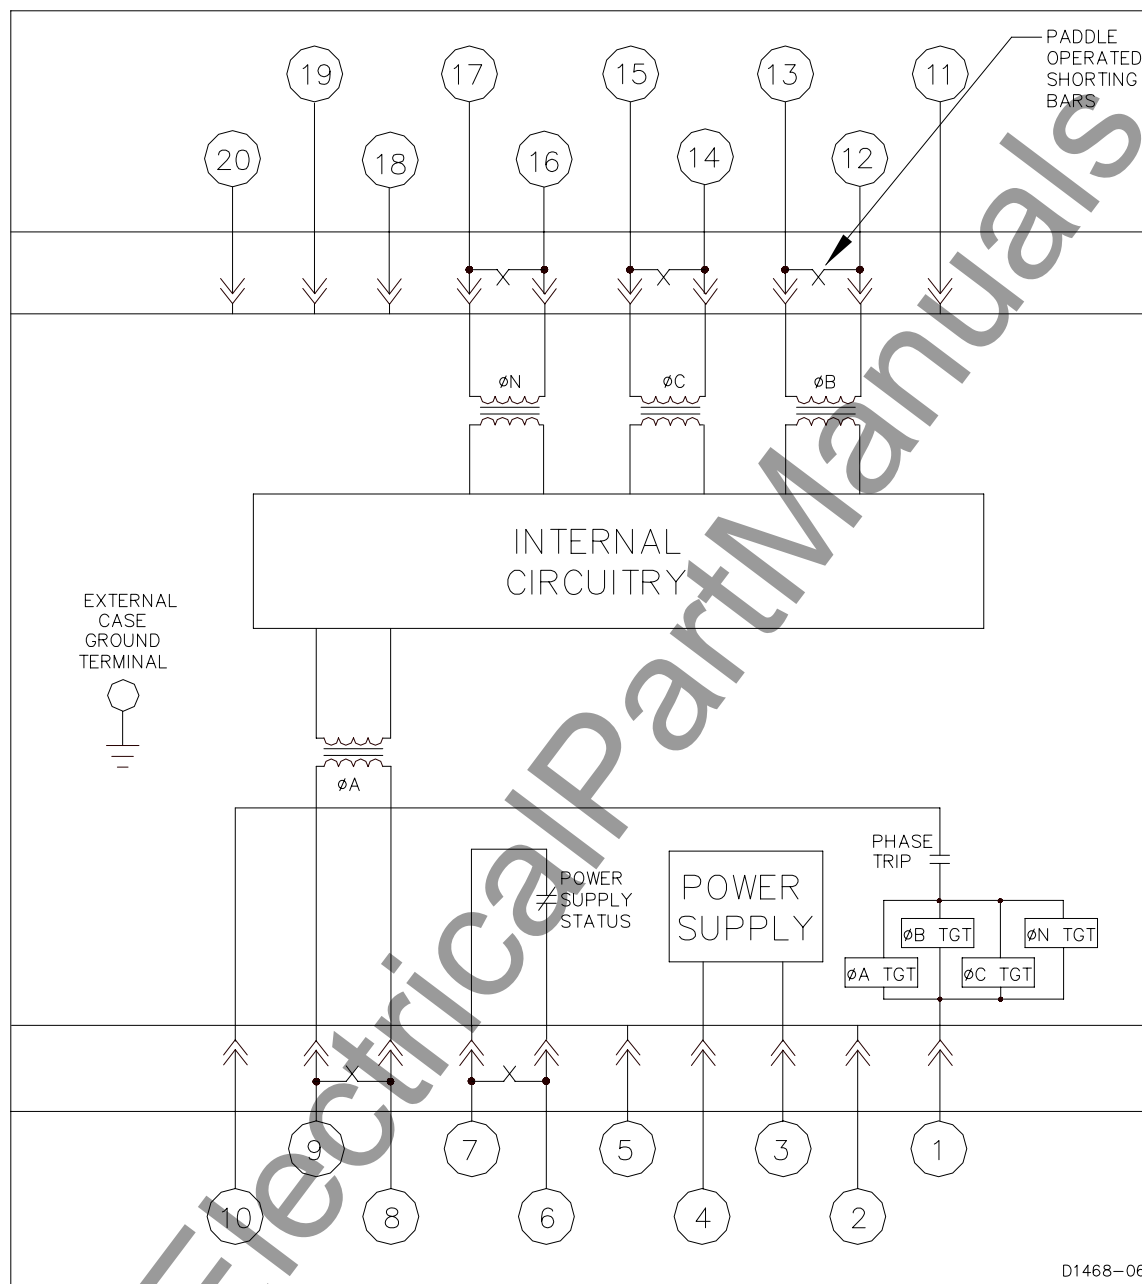 PADDLE
OPERATED
SHORTING
BARS
19
17
15
13
11
20
18
16
14
12
øN
øC
øB
INTERNAL
CIRCUITRY
EXTERNAL
CASE
GROUND
TERMINAL
øA
PHASE
TRIP
POWER
SUPPLY
STATUS
POWER
SUPPLY
øB TGT
øN TGT
øA TGT
øC TGT
9
7
5
3
1
10
8
6
4
2
D1468-06
ElectricalPartManuals